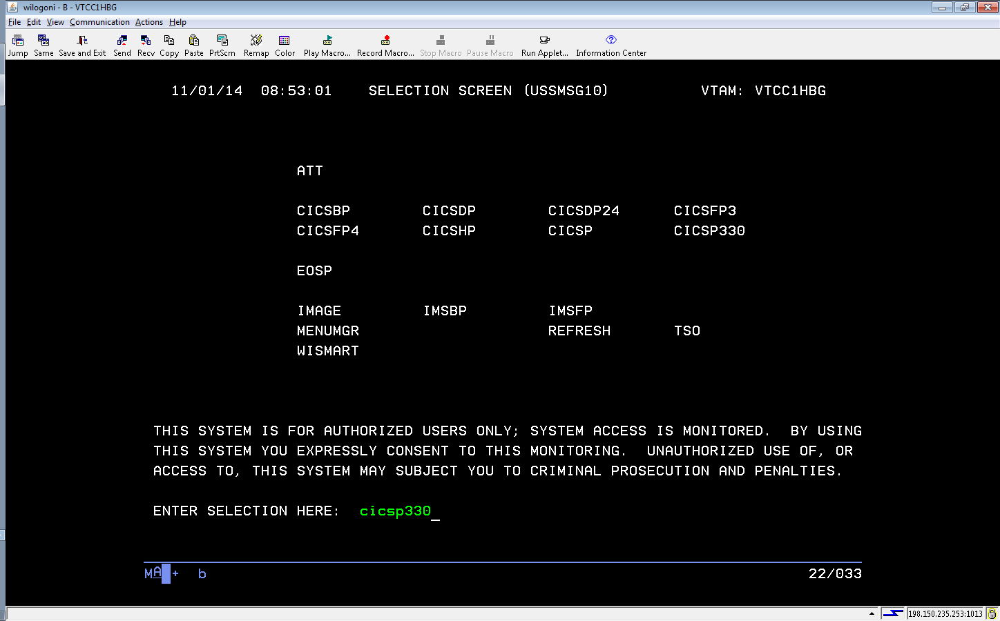 wilogoni - B - VTCC1HBG
File Edit View Communication Actions Help
Jump Same Save and Exit Send Recv Copy Paste PrtScrn Remap Color Play Macro... Record Macro... Stop Macro Pause Macro Run Applet... Information Center
11/01/14 08:53:01 SELECTION SCREEN (USSMSG10) VTAM: VTCC1HBG
ATT
CICSBP CICSDP CICSDP24 CICSFP3
CICSFP4 CICSHP CICSP CICSP330
EOSP
IMAGE IMSBP IMSFP
MENUMGR REFRESH TSO
WISMART
THIS SYSTEM IS FOR AUTHORIZED USERS ONLY; SYSTEM ACCESS IS MONITORED. BY USING
THIS SYSTEM YOU EXPRESSLY CONSENT TO THIS MONITORING. UNAUTHORIZED USE OF, OR
ACCESS TO, THIS SYSTEM MAY SUBJECT YOU TO CRIMINAL PROSECUTION AND PENALTIES.
ENTER SELECTION HERE: cicsp330_
MA + b 22/033
198.150.235.253:1013